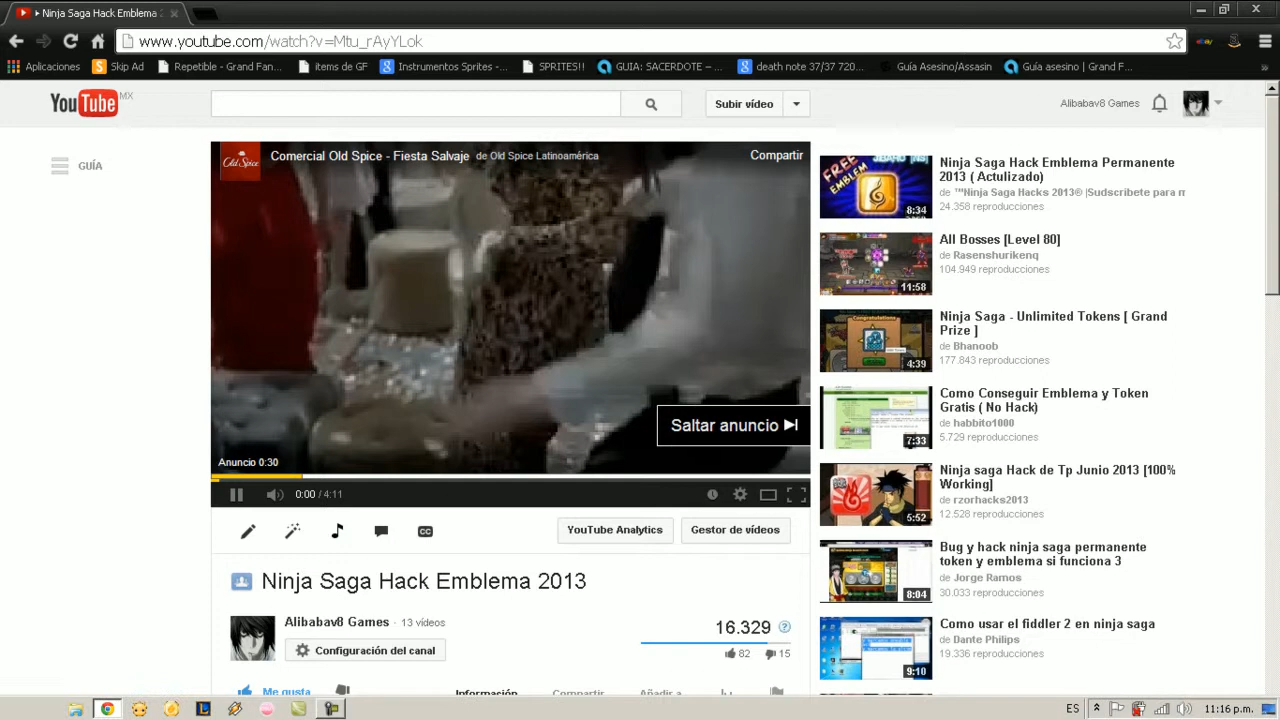 Ninja Saga Hack Emblema 2
www.youtube.com/watch?v=Mtu_rAyYLok
Aplicaciones
Skip Ad
Repetible - Grand Fan...
items de GF
Instrumentos Sprites -...
SPRITES!!
GUIA: SACERDOTE – ...
death note 37/37 720...
Guía Asesino/Assasin
Guía asesino | Grand F...
»
You Tube MX
Subir vídeo
Alibabav8 Games
GUÍA
Old Spice
Comercial Old Spice - Fiesta Salvaje de Old Spice Latinoamérica
Compartir
Saltar anuncio
Anuncio 0:30
0:00 / 4:11
CC
YouTube Analytics
Gestor de vídeos
Ninja Saga Hack Emblema 2013
Alibabav8 Games · 13 vídeos
Configuración del canal
16.329
82
15
Me gusta
Información
Compartir
Añadir a
FREE
EMBLEM
8:34
Ninja Saga Hack Emblema Permanente
2013 ( Actulizado)
de ™Ninja Saga Hacks 2013© |Sudscribete para m
24.358 reproducciones
11:58
All Bosses [Level 80]
de Rasenshurikenq
104.949 reproducciones
Congratulations
4:39
Ninja Saga - Unlimited Tokens [ Grand
Prize ]
de Bhanoob
177.843 reproducciones
7:33
Como Conseguir Emblema y Token
Gratis ( No Hack)
de habbito1000
5.729 reproducciones
5:52
Ninja saga Hack de Tp Junio 2013 [100%
Working]
de rzorhacks2013
12.528 reproducciones
8:04
Bug y hack ninja saga permanente
token y emblema si funciona 3
de Jorge Ramos
30.033 reproducciones
9:10
Como usar el fiddler 2 en ninja saga
de Dante Philips
19.336 reproducciones
ES
11:16 p.m.